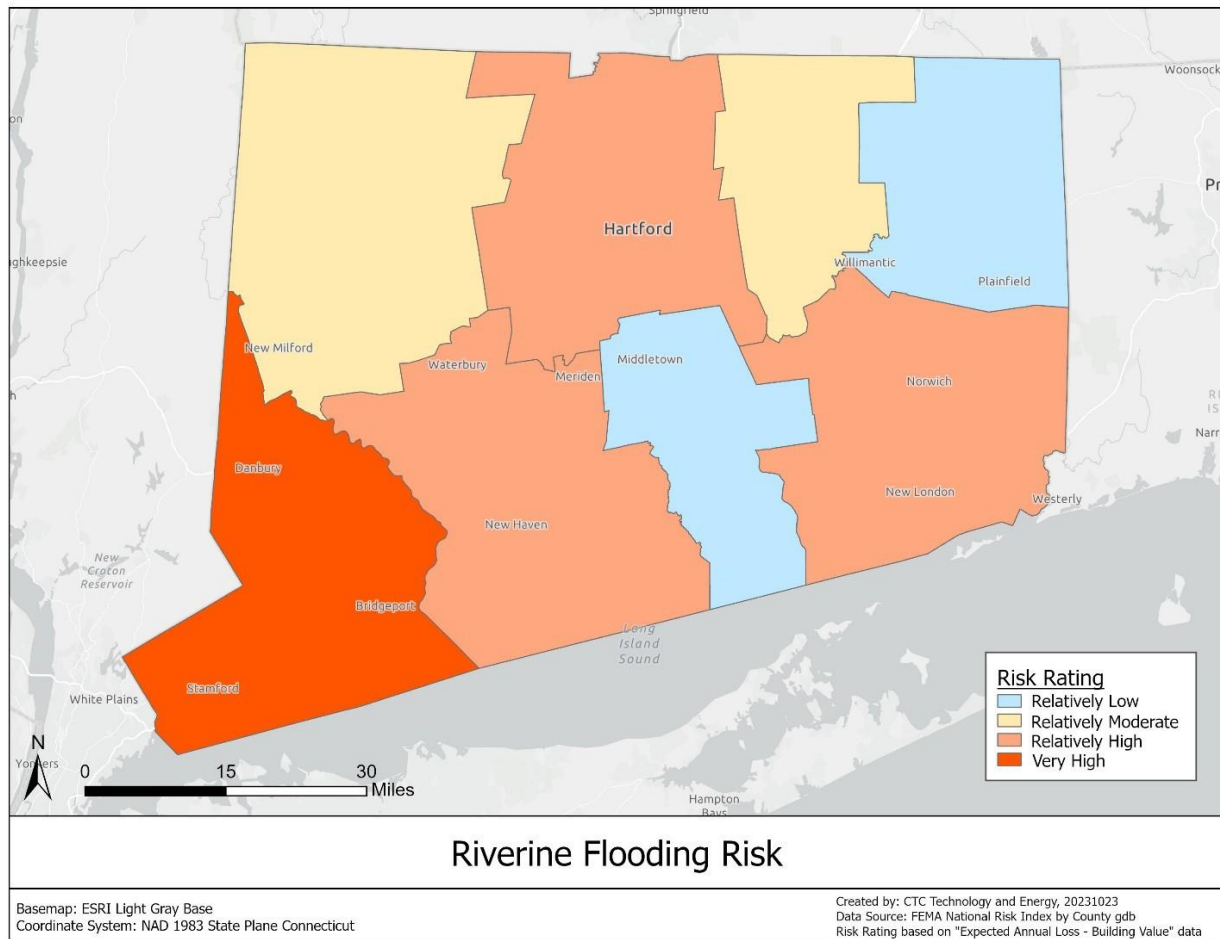 Springfield
Woonsock
Pr
Hartford
ughkeepsie
Willimantic
Plainfield
New Milford
Waterbury
Meriden
Middletown
Norwich
Narr
Danbury
New Haven
New London
Westerly
New
Croton
Reservoir
Bridgeport
Long
Island
Sound
Stamford
White Plains
Yonkers
Hampton
Bays
Risk Rating
Relatively Low
Relatively Moderate
Relatively High
Very High
N
0 15 30
Miles
Riverine Flooding Risk
Basemap: ESRI Light Gray Base
Coordinate System: NAD 1983 State Plane Connecticut
Created by: CTC Technology and Energy, 20231023
Data Source: FEMA National Risk Index by County gdb
Risk Rating based on "Expected Annual Loss - Building Value" data